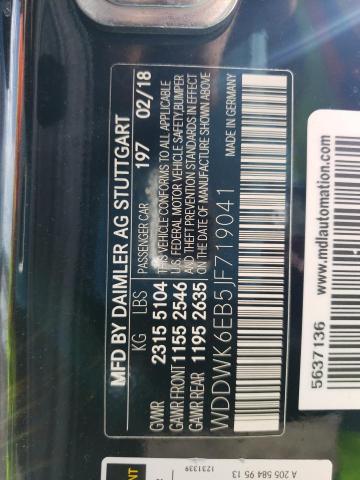 MFD BY DAIMLER AG STUTTGART
KG LBS PASSENGER CAR 197 02/18
GVWR 2315 5104 THIS VEHICLE CONFORMS TO ALL APPLICABLE
GAWR FRONT 1155 2546 U.S. FEDERAL MOTOR VEHICLE SAFETY BUMPER
GAWR REAR 1195 2635 AND THEFT PREVENTION STANDARDS IN EFFECT
ON THE DATE OF MANUFACTURE SHOWN ABOVE
WDDWK6EB5JF719041
MADE IN GERMANY
www.mdiautomation.com
5637136
A 205 584 95 13
1231339